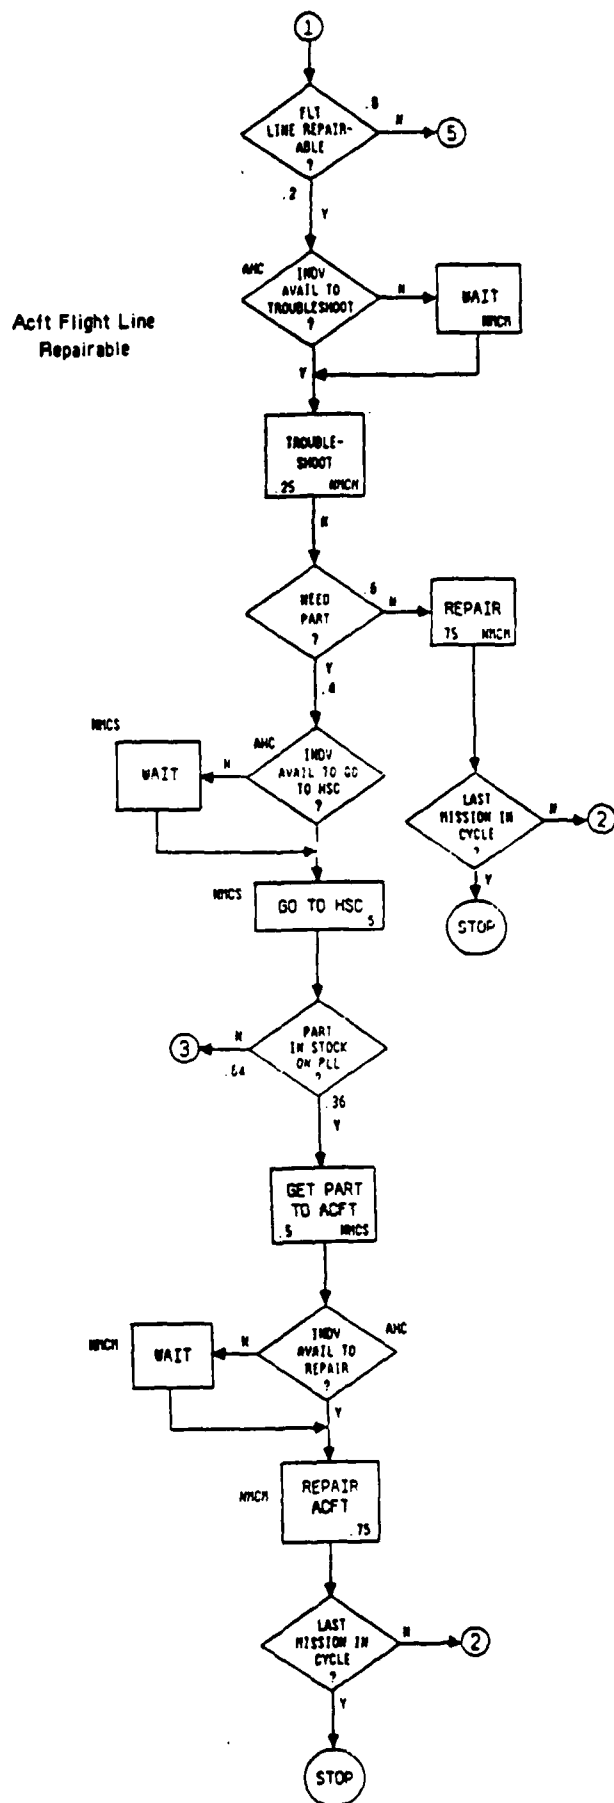 1
FLT
LINE REPAIR-
ABLE
?
.8
N
5
.2
Y
Acft Flight Line
Repairable
AMC
INDV
AVAIL TO
TROUBLESHOOT
?
N
WAIT
NMCM
Y
TROUBLE-
SHOOT
.25 NMCM
NEED
PART
?
.6
N
REPAIR
75 NMCM
Y
.4
NMCS
WAIT
N
AMC
INDV
AVAIL TO GO
TO HSC
?
LAST
MISSION IN
CYCLE
?
N
2
Y
STOP
NMCS
GO TO HSC
5
3
N
.64
PART
IN STOCK
ON PLL
?
.36
Y
GET PART
TO ACFT
.5 NMCS
NMCM
WAIT
N
INDV
AVAIL TO
REPAIR
?
AMC
Y
NMCM
REPAIR
ACFT
.75
LAST
MISSION IN
CYCLE
?
N
2
Y
STOP